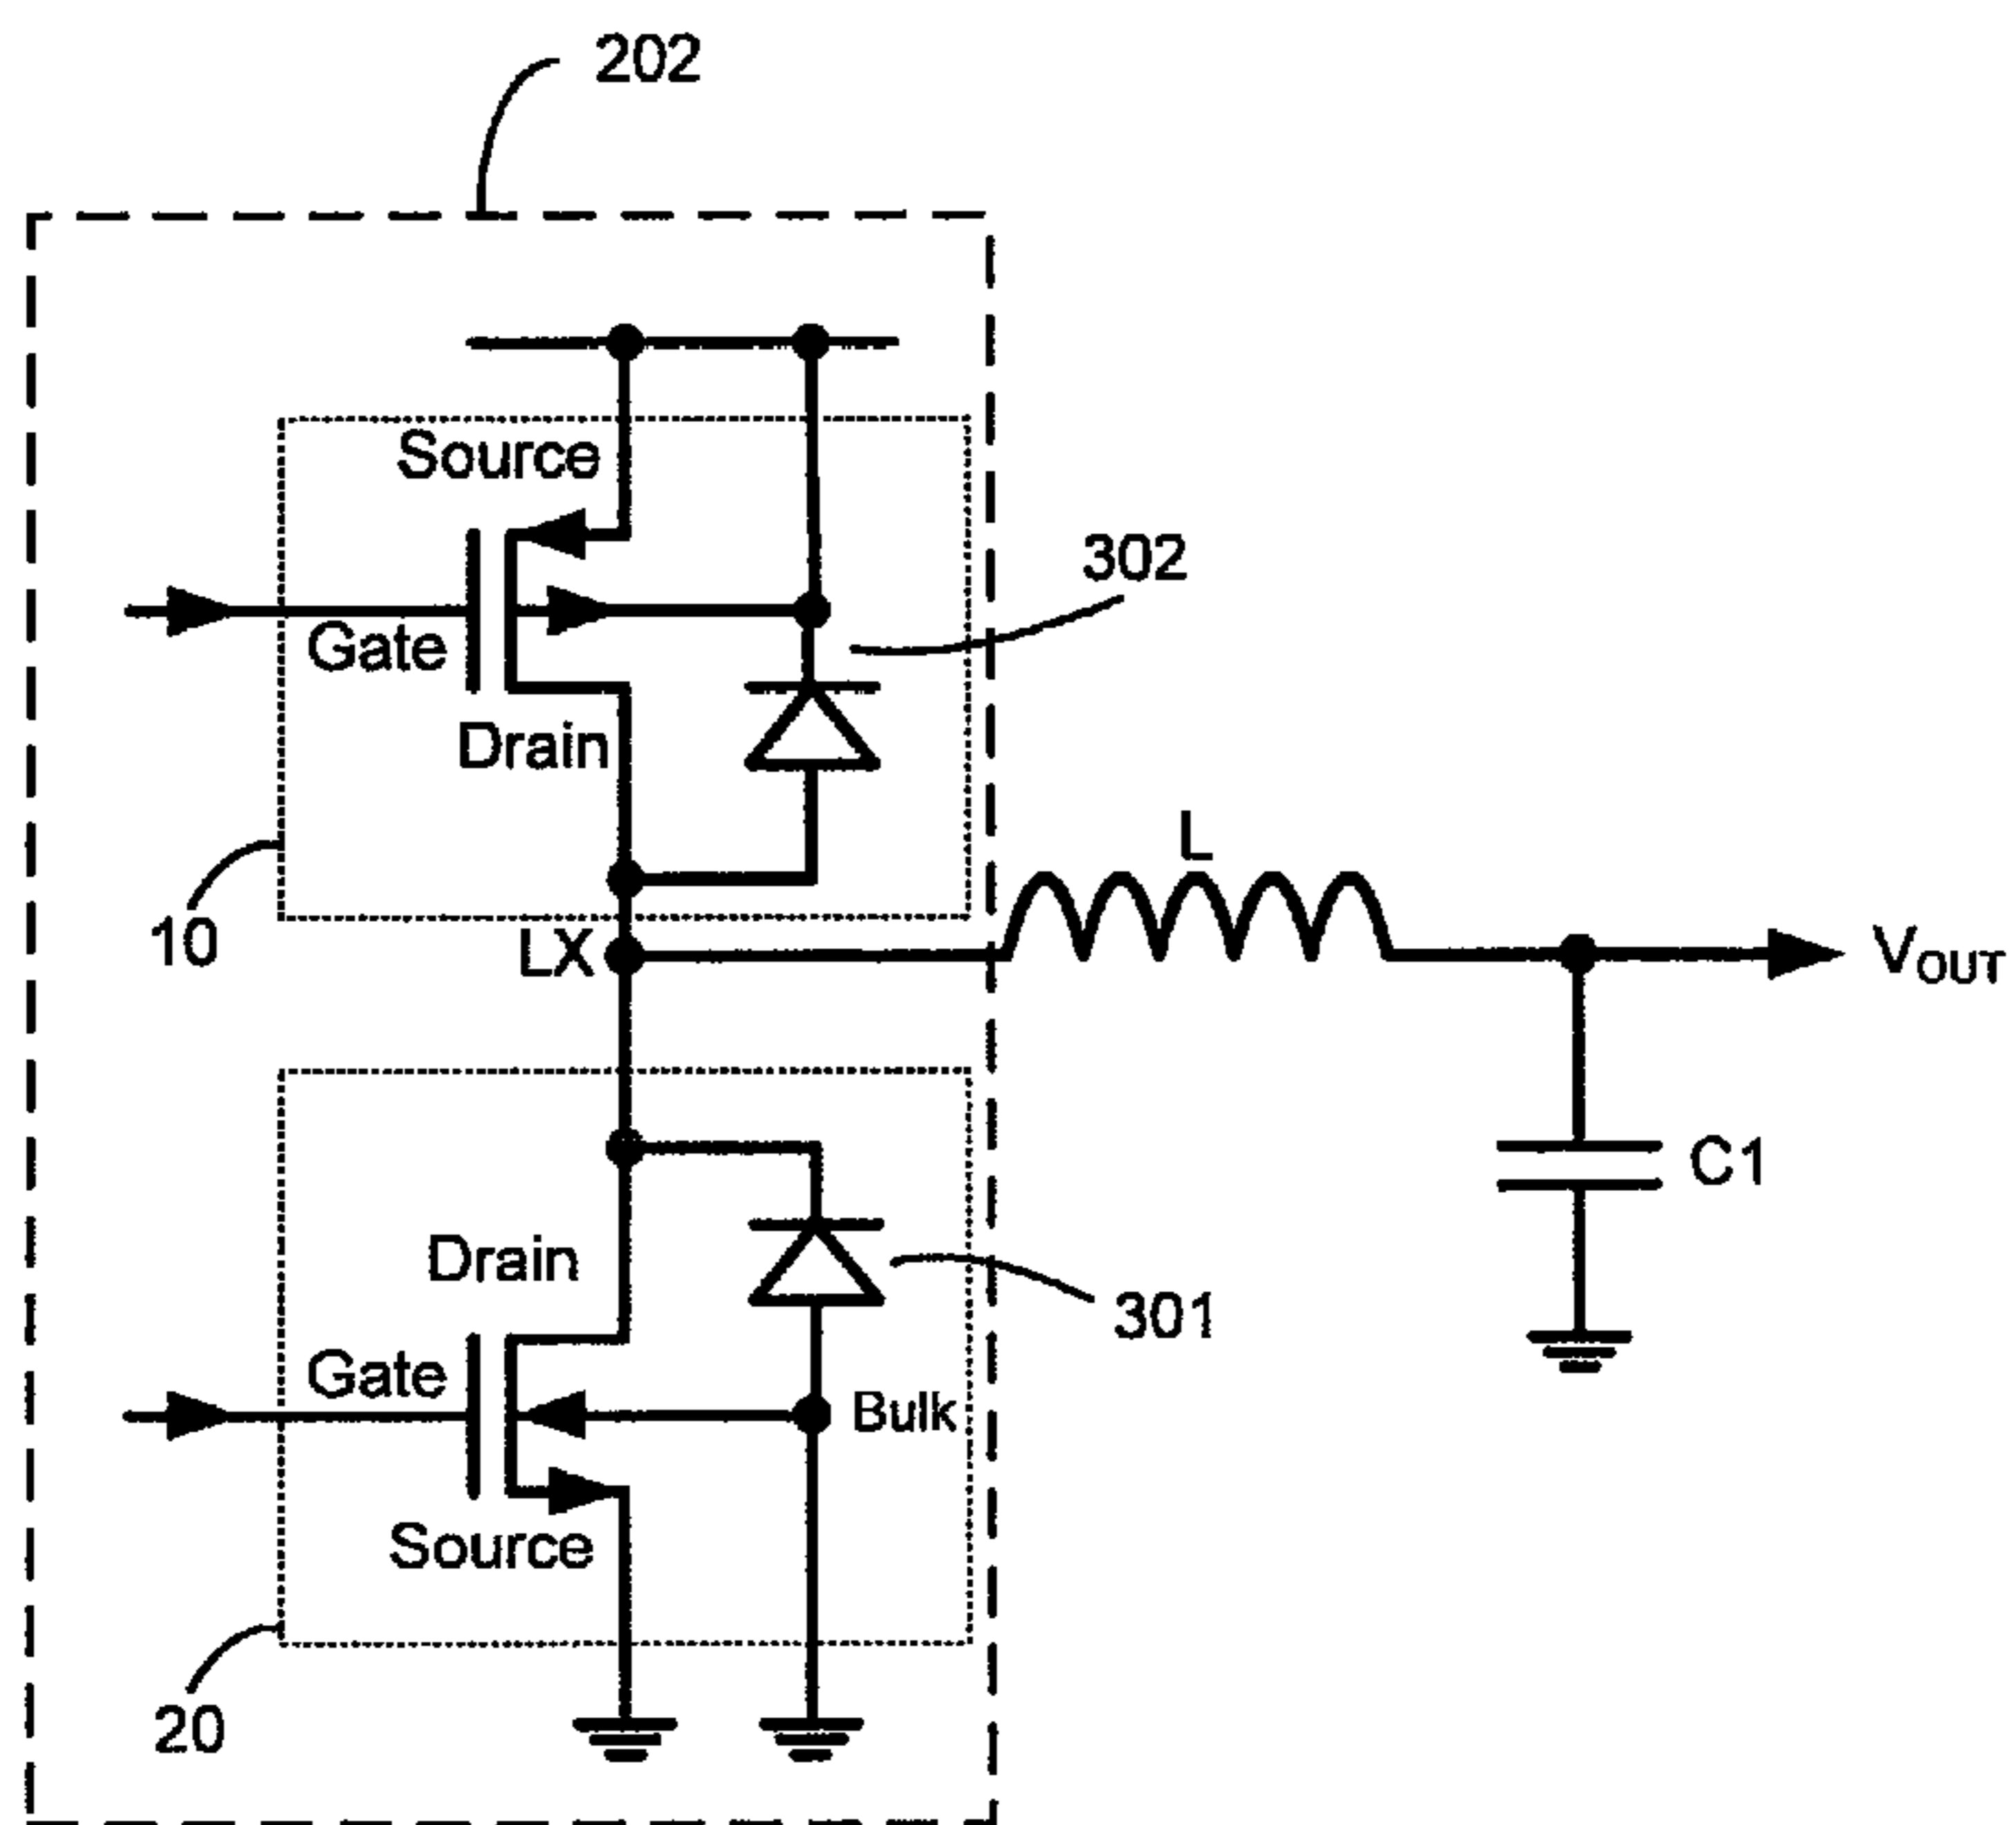 202
Source
302
Gate
Drain
L
10
LX
VOUT
C1
Drain
301
Gate
Bulk
Source
20